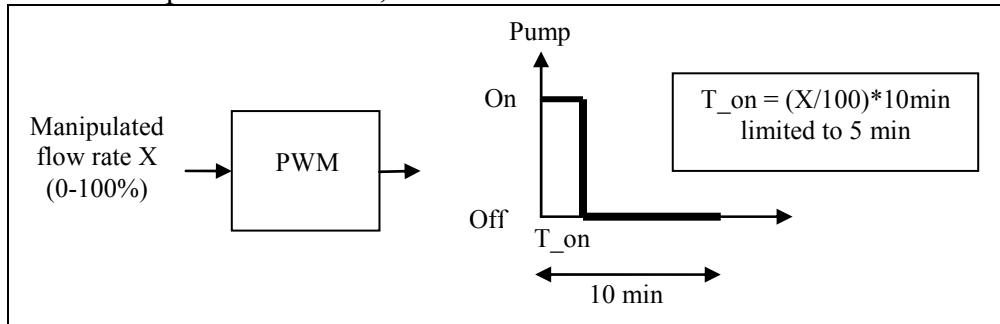 Manipulated
flow rate X
(0-100%)
PWM
Pump
On
Off
T_on
10 min
T_on = (X/100)*10min
limited to 5 min